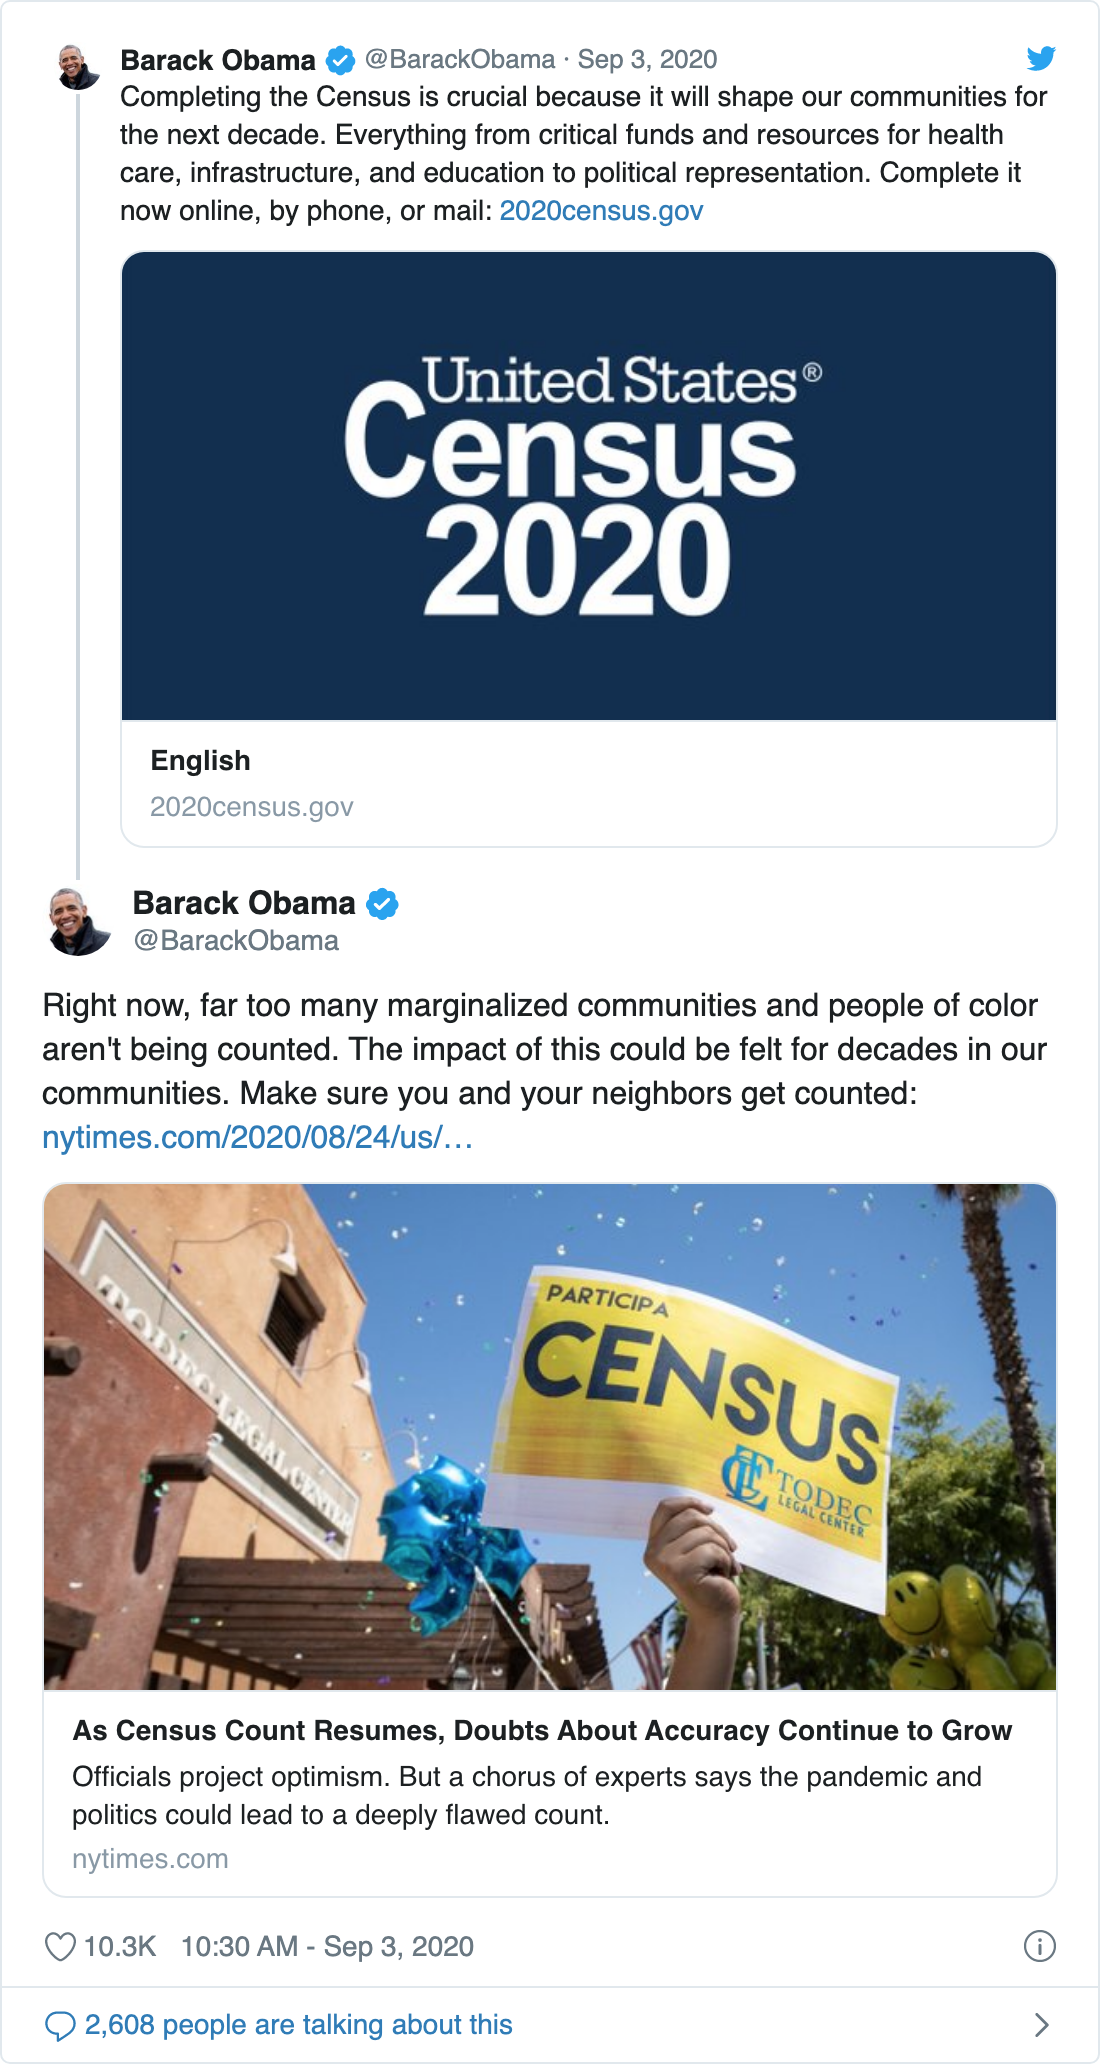 Barack Obama @BarackObama · Sep 3, 2020
Completing the Census is crucial because it will shape our communities for
the next decade. Everything from critical funds and resources for health
care, infrastructure, and education to political representation. Complete it
now online, by phone, or mail: 2020census.gov
United States®
Census
2020
English
2020census.gov
Barack Obama
@BarackObama
Right now, far too many marginalized communities and people of color
aren't being counted. The impact of this could be felt for decades in our
communities. Make sure you and your neighbors get counted:
nytimes.com/2020/08/24/us/…
TODEC LEGAL CENTER
PARTICIPA
CENSUS
TODEC
LEGAL CENTER
As Census Count Resumes, Doubts About Accuracy Continue to Grow
Officials project optimism. But a chorus of experts says the pandemic and
politics could lead to a deeply flawed count.
nytimes.com
10.3K 10:30 AM - Sep 3, 2020
2,608 people are talking about this